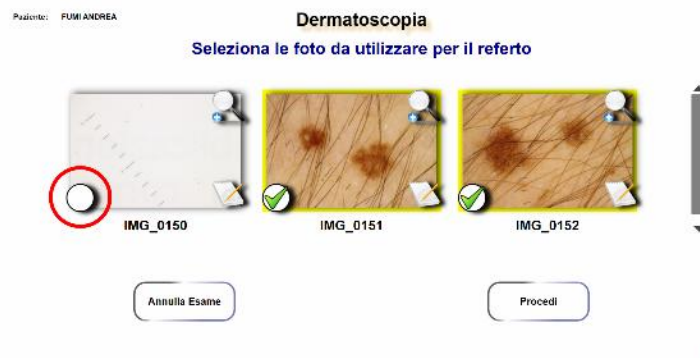 Paziente: FUMI ANDREA
Dermatoscopia
Seleziona le foto da utilizzare per il referto
IMG_0150
IMG_0151
IMG_0152
Annulla Esame
Procedi